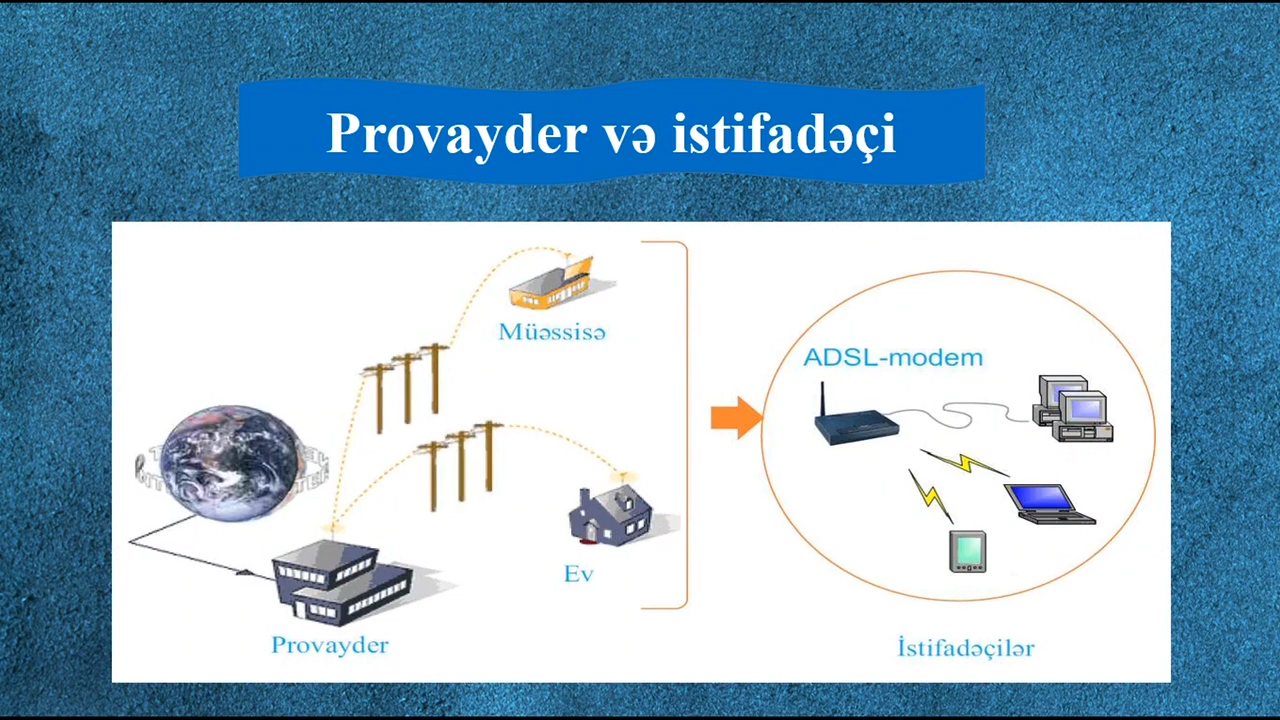 Provayder və istifadəçi
Müəssisə
ADSL-modem
Ev
Provayder
İstifadəçilər